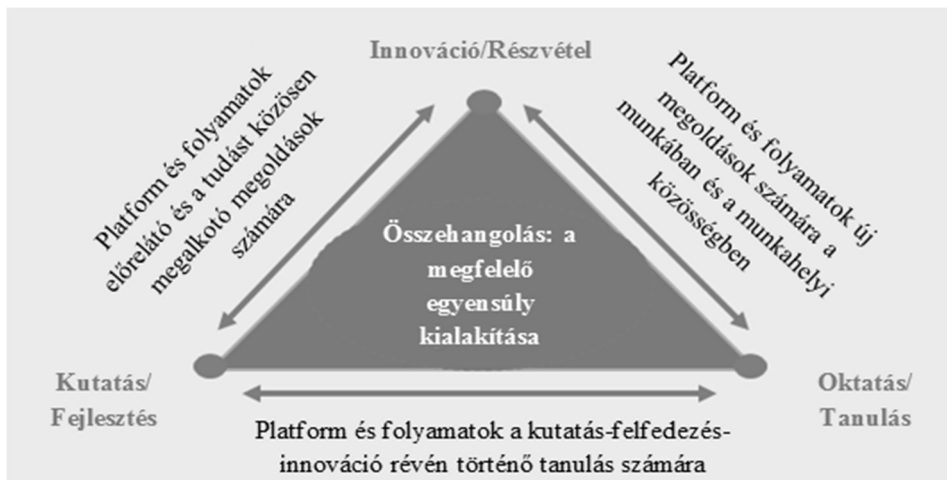 Innováció/Részvétel
Platform és folyamatok
előrelátó és a tudást közösen
megalkotó megoldások
számára
Platform és folyamatok új
megoldások számára a
munkában és a munkahelyi
közösségben
Összehangolás: a
megfelelő
egyensúly
kialakítása
Kutatás/
Fejlesztés
Oktatás/
Tanulás
Platform és folyamatok a kutatás-felfedezés-
innováció révén történő tanulás számára